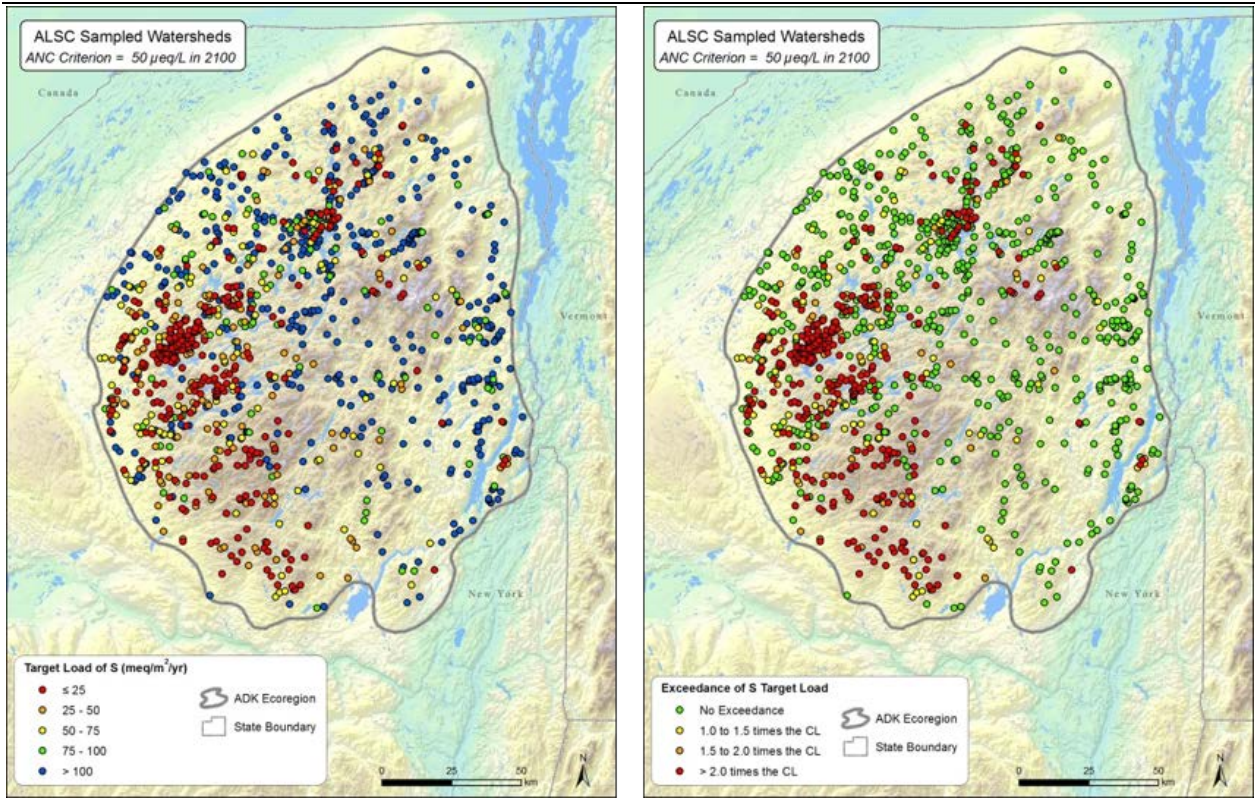 ALSC Sampled Watersheds
ANC Criterion = 50 µeq/L in 2100
Canada
Vermont
New York
Target Load of S (meq/m²/yr)
≤ 25
25 - 50
50 - 75
75 - 100
> 100
ADK Ecoregion
State Boundary
0 25 50
km
N
ALSC Sampled Watersheds
ANC Criterion = 50 µeq/L in 2100
Canada
Vermont
New York
Exceedance of S Target Load
No Exceedance
1.0 to 1.5 times the CL
1.5 to 2.0 times the CL
> 2.0 times the CL
ADK Ecoregion
State Boundary
0 25 50
km
N